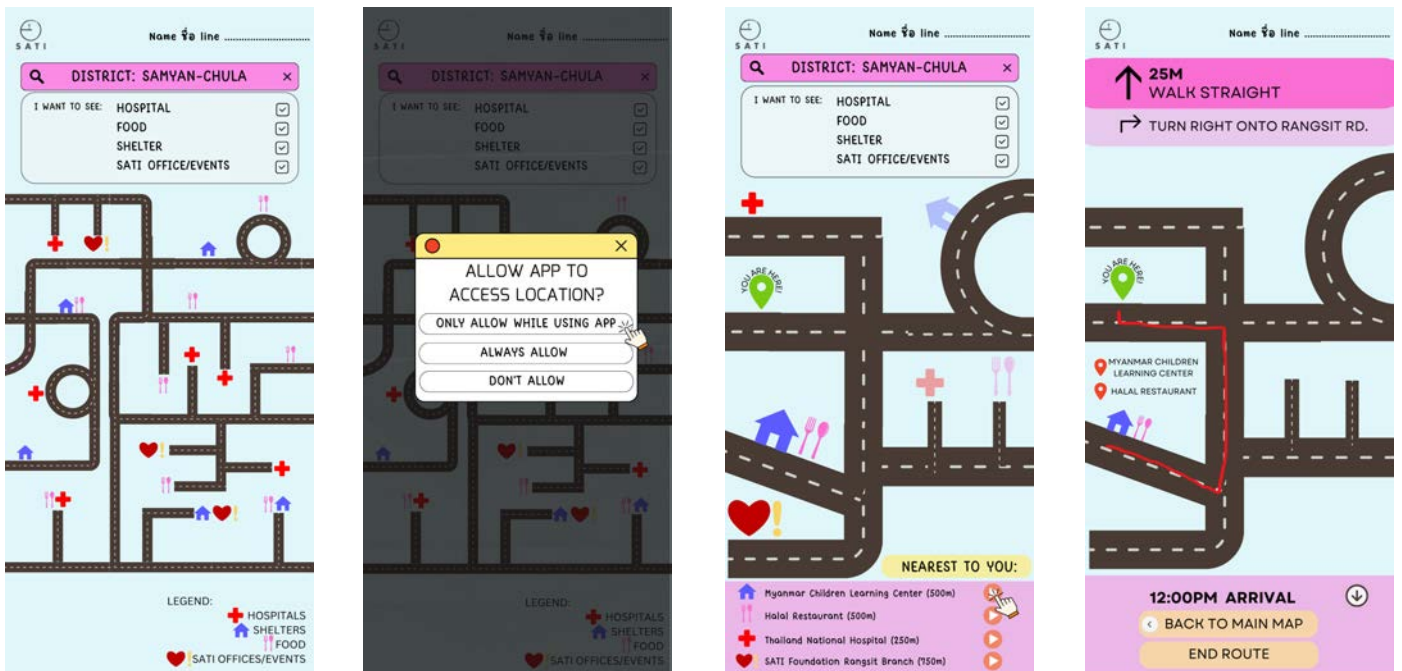 SATI
Name ชื่อ line ............................
DISTRICT: SAMYAN-CHULA ×
I WANT TO SEE: HOSPITAL
FOOD
SHELTER
SATI OFFICE/EVENTS
LEGEND:
HOSPITALS
SHELTERS
FOOD
SATI OFFICES/EVENTS
SATI
Name ชื่อ line ............................
DISTRICT: SAMYAN-CHULA ×
I WANT TO SEE: HOSPITAL
FOOD
SHELTER
SATI OFFICE/EVENTS
ALLOW APP TO
ACCESS LOCATION?
ONLY ALLOW WHILE USING APP
ALWAYS ALLOW
DON'T ALLOW
LEGEND:
HOSPITALS
SHELTERS
FOOD
SATI OFFICES/EVENTS
SATI
Name ชื่อ line ............................
DISTRICT: SAMYAN-CHULA ×
I WANT TO SEE: HOSPITAL
FOOD
SHELTER
SATI OFFICE/EVENTS
YOU ARE HERE!
NEAREST TO YOU:
Myanmar Children Learning Center (500m)
Halal Restaurant (500m)
Thailand National Hospital (250m)
SATI Foundation Rangsit Branch (750m)
SATI
Name ชื่อ line ............................
25M
WALK STRAIGHT
TURN RIGHT ONTO RANGSIT RD.
YOU ARE HERE!
MYANMAR CHILDREN
LEARNING CENTER
HALAL RESTAURANT
12:00PM ARRIVAL
BACK TO MAIN MAP
END ROUTE